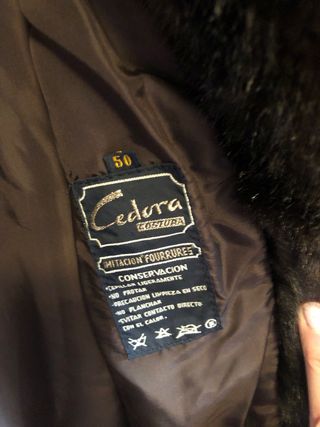 50
Cedora
COSTURA
IMITACION FOURRURES
CONSERVACION
-CEPILLAR LIGERAMENTE
-NO FROTAR
-PRECAUCION LIMPIEZA EN SECO
-NO PLANCHAR
-EVITAR CONTACTO DIRECTO
CON EL CALOR.
®